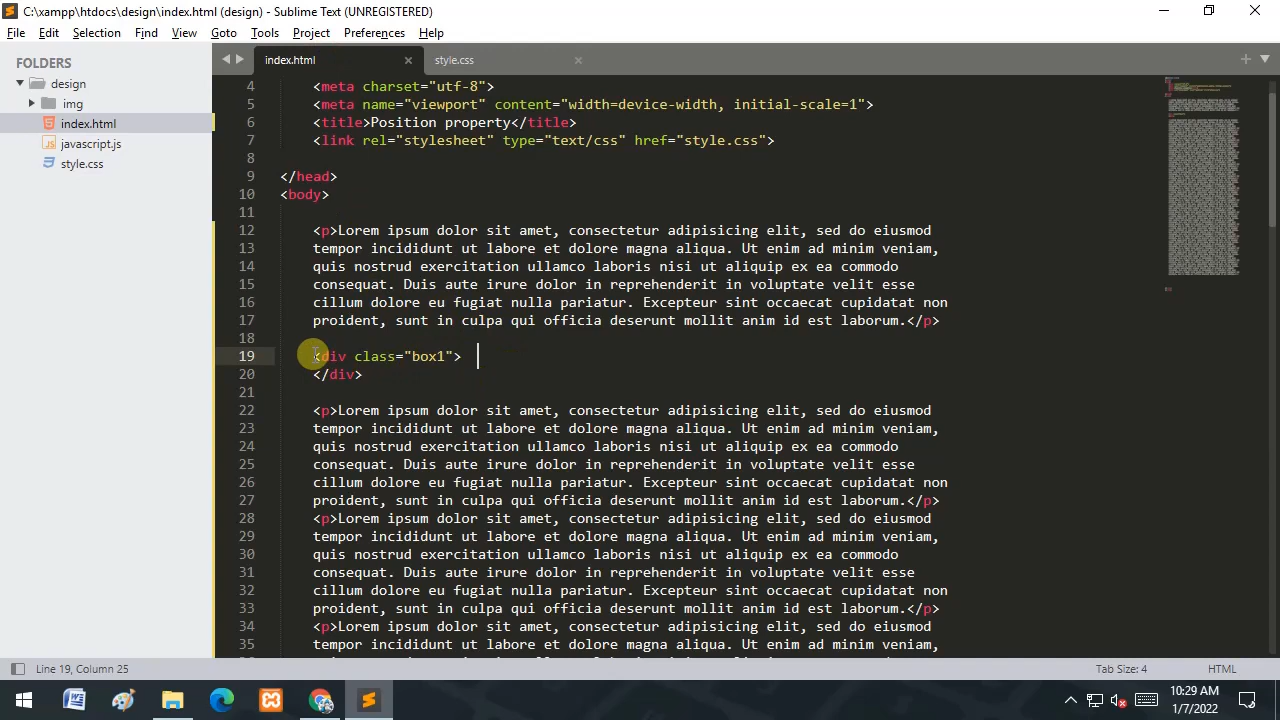 C:\xampp\htdocs\design\index.html (design) - Sublime Text (UNREGISTERED)
File Edit Selection Find View Goto Tools Project Preferences Help
FOLDERS
design
img
index.html
javascript.js
style.css
index.html
style.css
4 <meta charset="utf-8">
5 <meta name="viewport" content="width=device-width, initial-scale=1">
6 <title>Position property</title>
7 <link rel="stylesheet" type="text/css" href="style.css">
8
9 </head>
10 <body>
11
12 <p>Lorem ipsum dolor sit amet, consectetur adipisicing elit, sed do eiusmod
13 tempor incididunt ut labore et dolore magna aliqua. Ut enim ad minim veniam,
14 quis nostrud exercitation ullamco laboris nisi ut aliquip ex ea commodo
15 consequat. Duis aute irure dolor in reprehenderit in voluptate velit esse
16 cillum dolore eu fugiat nulla pariatur. Excepteur sint occaecat cupidatat non
17 proident, sunt in culpa qui officia deserunt mollit anim id est laborum.</p>
18
19 <div class="box1">
20 </div>
21
22 <p>Lorem ipsum dolor sit amet, consectetur adipisicing elit, sed do eiusmod
23 tempor incididunt ut labore et dolore magna aliqua. Ut enim ad minim veniam,
24 quis nostrud exercitation ullamco laboris nisi ut aliquip ex ea commodo
25 consequat. Duis aute irure dolor in reprehenderit in voluptate velit esse
26 cillum dolore eu fugiat nulla pariatur. Excepteur sint occaecat cupidatat non
27 proident, sunt in culpa qui officia deserunt mollit anim id est laborum.</p>
28 <p>Lorem ipsum dolor sit amet, consectetur adipisicing elit, sed do eiusmod
29 tempor incididunt ut labore et dolore magna aliqua. Ut enim ad minim veniam,
30 quis nostrud exercitation ullamco laboris nisi ut aliquip ex ea commodo
31 consequat. Duis aute irure dolor in reprehenderit in voluptate velit esse
32 cillum dolore eu fugiat nulla pariatur. Excepteur sint occaecat cupidatat non
33 proident, sunt in culpa qui officia deserunt mollit anim id est laborum.</p>
34 <p>Lorem ipsum dolor sit amet, consectetur adipisicing elit, sed do eiusmod
35 tempor incididunt ut labore et dolore magna aliqua. Ut enim ad minim veniam,
Line 19, Column 25
Tab Size: 4
HTML
10:29 AM
1/7/2022